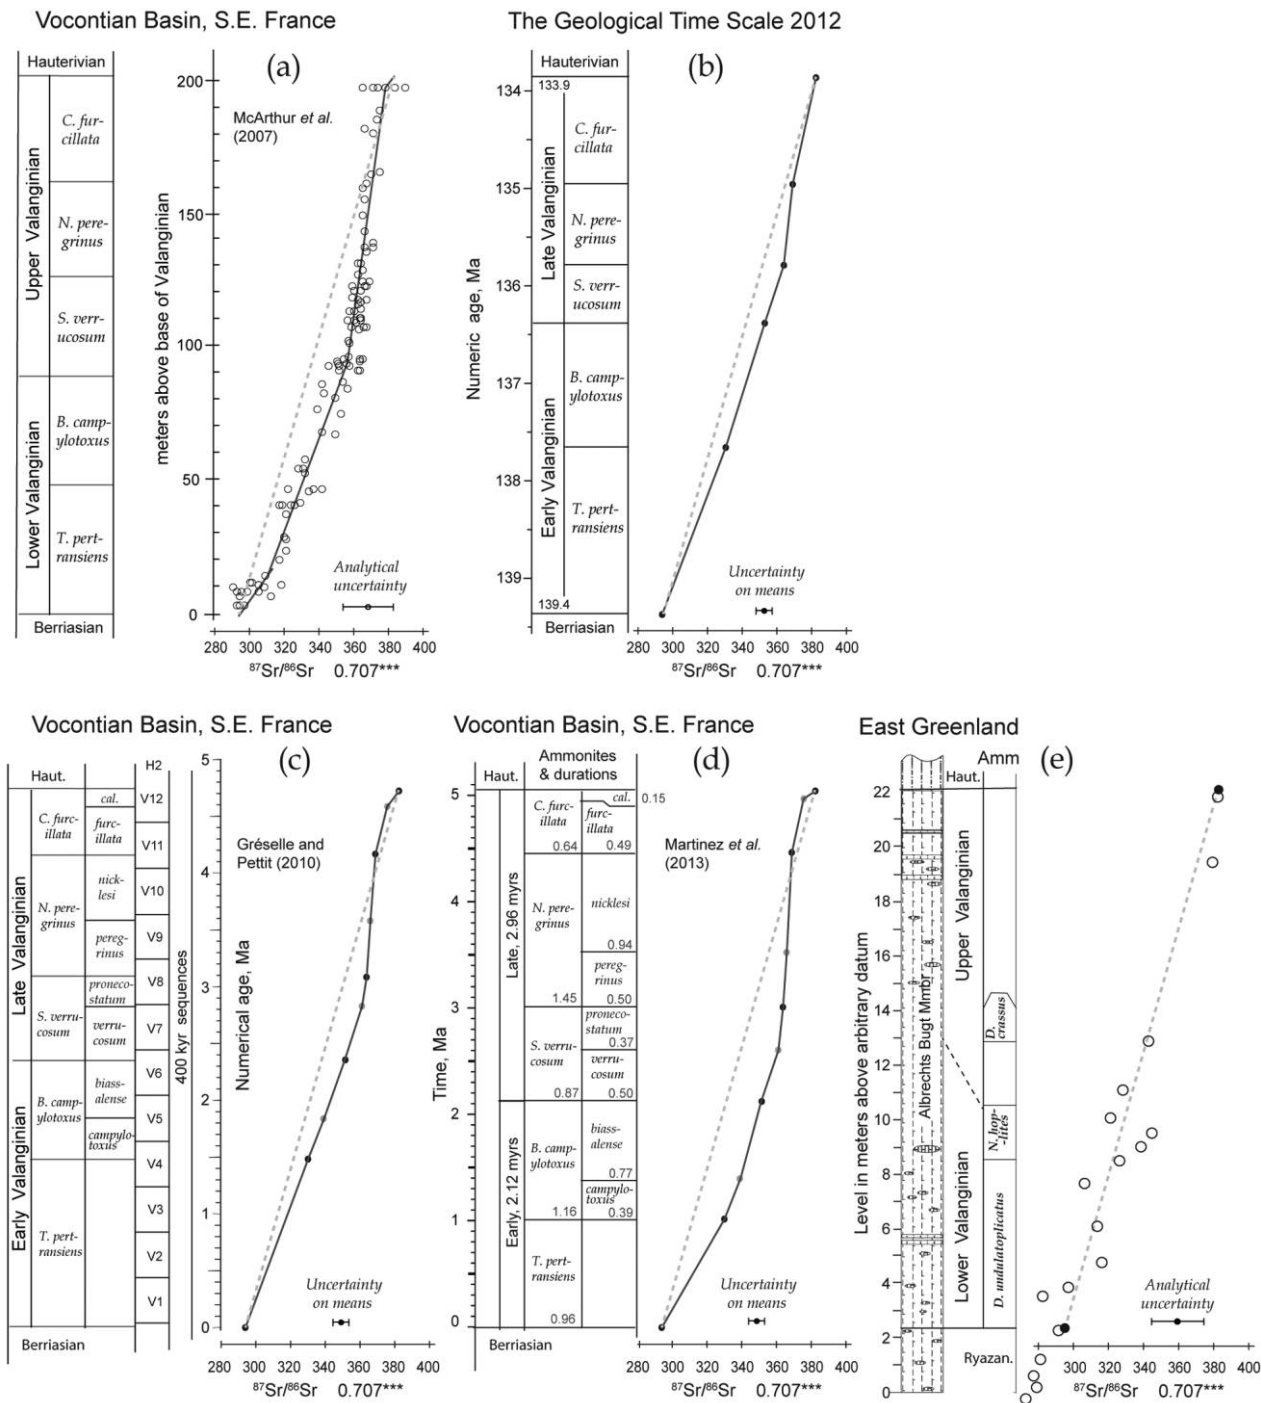 Vocontian Basin, S.E. France
Hauterivian
Upper Valanginian
Lower Valanginian
C. fur-
cillata
N. pere-
grinus
S. verr-
ucosum
B. camp-
ylotoxus
T. pert-
ransiens
Berriasian
meters above base of Valanginian
200
150
100
50
0
(a)
McArthur et al.
(2007)
Analytical
uncertainty
280 300 320 340 360 380 400
87Sr/86Sr 0.707***
The Geological Time Scale 2012
Hauterivian
133.9
Late Valanginian
Early Valanginian
C. fur-
cillata
N. pere-
grinus
S. verr-
ucosum
B. camp-
ylotoxus
T. pert-
ransiens
139.4
Berriasian
Numeric age, Ma
134
135
136
137
138
139
(b)
Uncertainty
on means
280 300 320 340 360 380 400
87Sr/86Sr 0.707***
Vocontian Basin, S.E. France
Haut.
H2
Late Valanginian
Early Valanginian
C. furc-
illata
N. pere-
grinus
S. verru-
cosum
B. camp-
ylotoxus
T. pert-
ransiens
cal.
furc-
illata
nick-
lesi
pereg-
rinus
proneco-
statum
verru-
cosum
biass-
alense
campylo-
toxus
V12
V11
V10
V9
V8
V7
V6
V5
V4
V3
V2
V1
Berriasian
400 kyr sequences
Numerical age, Ma
5
4
3
2
1
0
(c)
Gréselle and
Pettit (2010)
Uncertainty
on means
280 300 320 340 360 380 400
87Sr/86Sr 0.707***
Vocontian Basin, S.E. France
Ammonites
& durations
Haut.
Late, 2.96 myrs
Early, 2.12 myrs
C. furc-
illata
0.64
N. pere-
grinus
1.45
S. verru-
cosum
0.87
B. camp-
ylotoxus
1.16
T. pert-
ransiens
0.96
cal.
0.15
furc-
illata
0.49
nicklesi
0.94
pereg-
rinus
0.50
proneco-
statum
0.37
verru-
cosum
0.50
biass-
alense
0.77
campylo-
toxus
0.39
Berriasian
Time, Ma
5
4
3
2
1
0
(d)
Martinez et al.
(2013)
Uncertainty
on means
280 300 320 340 360 380 400
87Sr/86Sr 0.707***
East Greenland
Amm
Haut.
(e)
Level in meters above arbitrary datum
22
20
18
16
14
12
10
8
6
4
2
0
Albrechts Bugt Mmbr
Upper Valanginian
Lower Valanginian
D.
crassus
N. hop-
lites
D. undulatoplicatus
Ryazan.
Analytical
uncertainty
300 320 340 360 380 400
87Sr/86Sr 0.707***